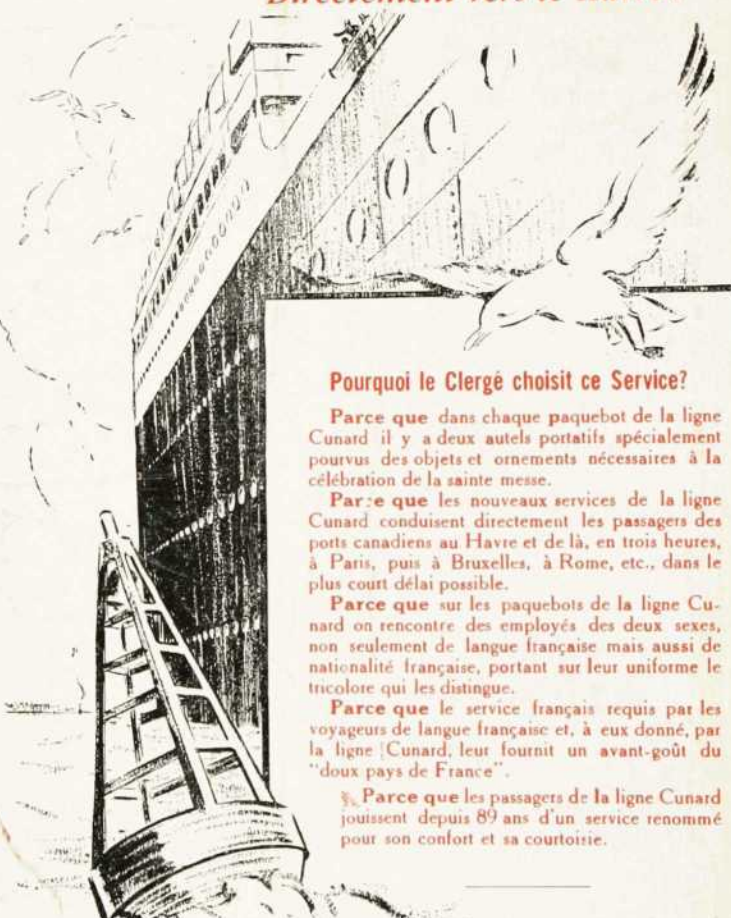 Directement vers le
Pourquoi le Clergé choisit ce Service?
Parce que dans chaque paquebot de la ligne
Cunard il y a deux autels portatifs spécialement
pourvus des objets et ornements nécessaires à la
célébration de la sainte messe.
Par:e que les nouveaux services de la ligne
Cunard conduisent directement les passagers des
ports canadiens au Havre et de là, en trois heures,
à Paris, puis à Bruxelles, à Rome, etc., dans le
plus court délai possible.
Parce que sur les paquebots de la ligne Cu-
nard on rencontre des employés des deux sexes,
non seulement de langue française mais aussi de
nationalité française, portant sur leur uniforme le
tricolore qui les distingue.
Parce que le service français requis par les
voyageurs de langue française et, à eux donné, par
la ligne Cunard, leur fournit un avant-goût du
"doux pays de France".
Parce que les passagers de la ligne Cunard
jouissent depuis 89 ans d'un service renommé
pour son confort et sa courtoisie.